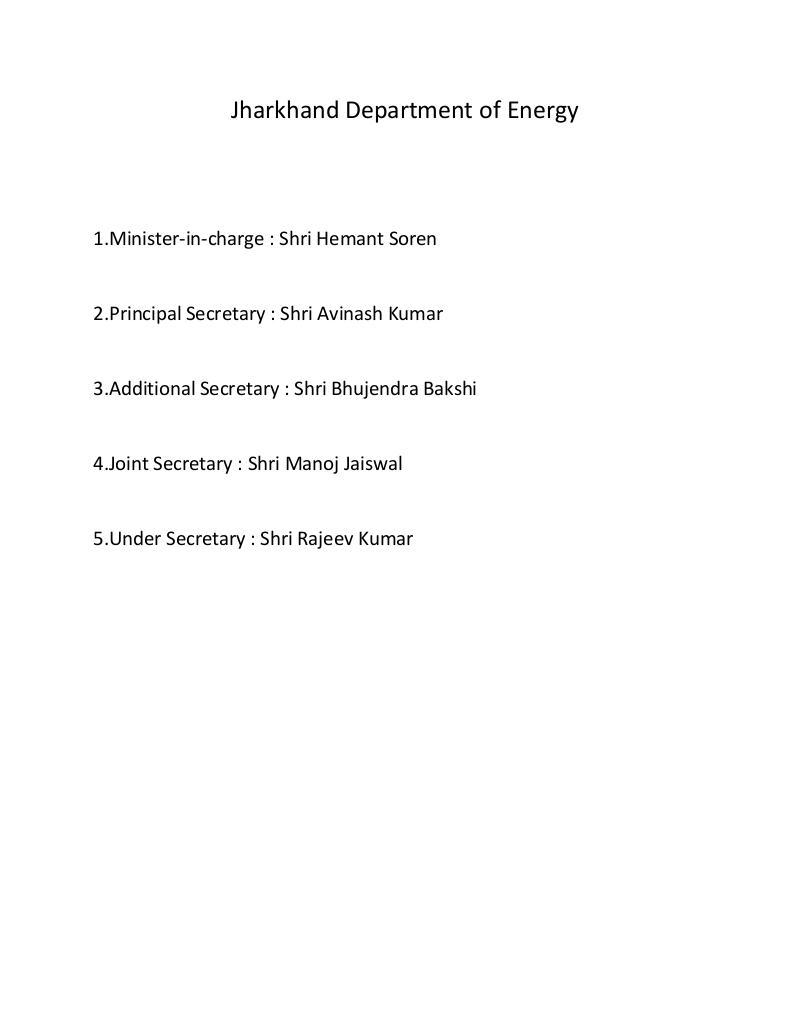 Jharkhand Department of Energy
1.Minister-in-charge : Shri Hemant Soren
2.Principal Secretary : Shri Avinash Kumar
3.Additional Secretary : Shri Bhujendra Bakshi
4.Joint Secretary : Shri Manoj Jaiswal
5.Under Secretary : Shri Rajeev Kumar